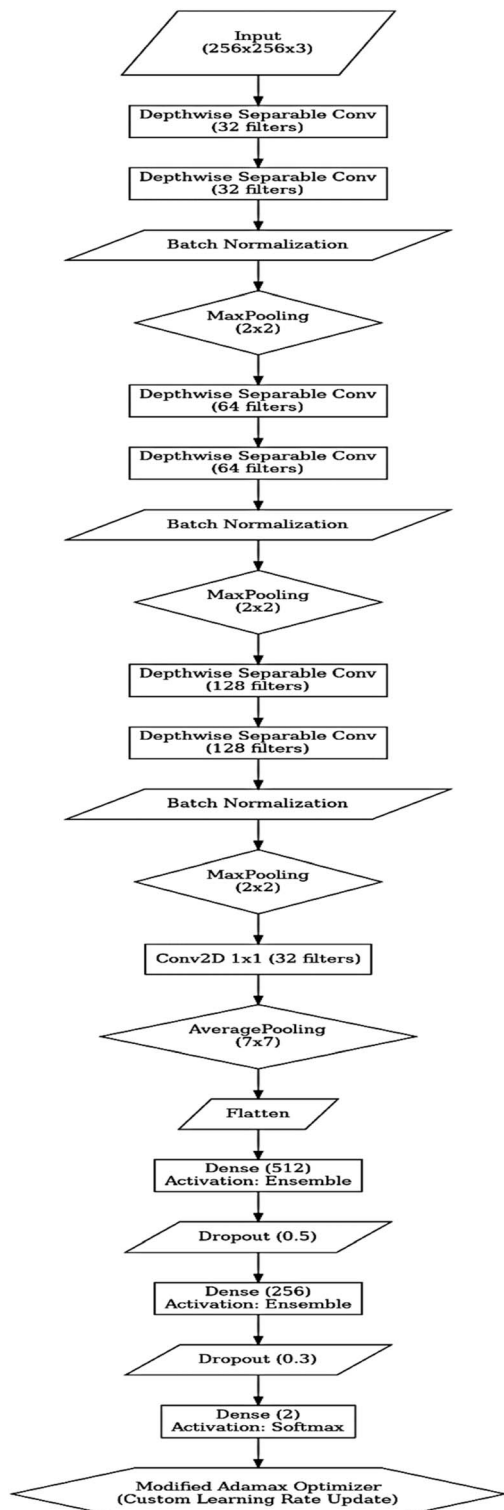 Input
(256x256x3)
Depthwise Separable Conv
(32 filters)
Depthwise Separable Conv
(32 filters)
Batch Normalization
MaxPooling
(2x2)
Depthwise Separable Conv
(64 filters)
Depthwise Separable Conv
(64 filters)
Batch Normalization
MaxPooling
(2x2)
Depthwise Separable Conv
(128 filters)
Depthwise Separable Conv
(128 filters)
Batch Normalization
MaxPooling
(2x2)
Conv2D 1x1 (32 filters)
AveragePooling
(7x7)
Flatten
Dense (512)
Activation: Ensemble
Dropout (0.5)
Dense (256)
Activation: Ensemble
Dropout (0.3)
Dense (2)
Activation: Softmax
Modified Adamax Optimizer
(Custom Learning Rate Update)